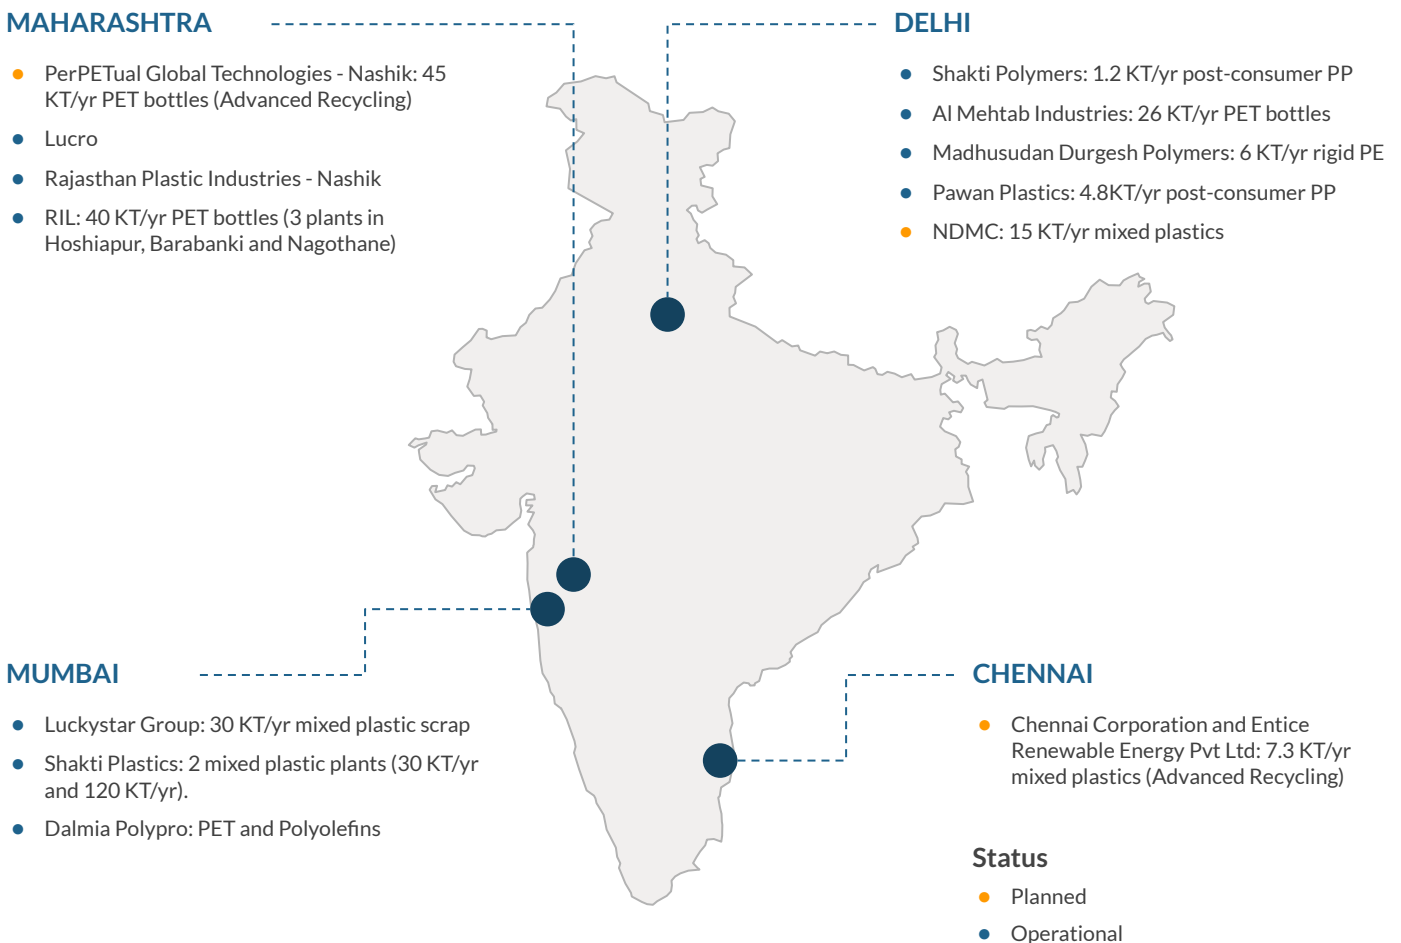 MAHARASHTRA
PerPETual Global Technologies - Nashik: 45
KT/yr PET bottles (Advanced Recycling)
Lucro
Rajasthan Plastic Industries - Nashik
RIL: 40 KT/yr PET bottles (3 plants in
Hoshiapur, Barabanki and Nagothane)
DELHI
Shakti Polymers: 1.2 KT/yr post-consumer PP
Al Mehtab Industries: 26 KT/yr PET bottles
Madhusudan Durgesh Polymers: 6 KT/yr rigid PE
Pawan Plastics: 4.8KT/yr post-consumer PP
NDMC: 15 KT/yr mixed plastics
MUMBAI
Luckystar Group: 30 KT/yr mixed plastic scrap
Shakti Plastics: 2 mixed plastic plants (30 KT/yr
and 120 KT/yr).
Dalmia Polypro: PET and Polyolefins
CHENNAI
Chennai Corporation and Entice
Renewable Energy Pvt Ltd: 7.3 KT/yr
mixed plastics (Advanced Recycling)
Status
Planned
Operational